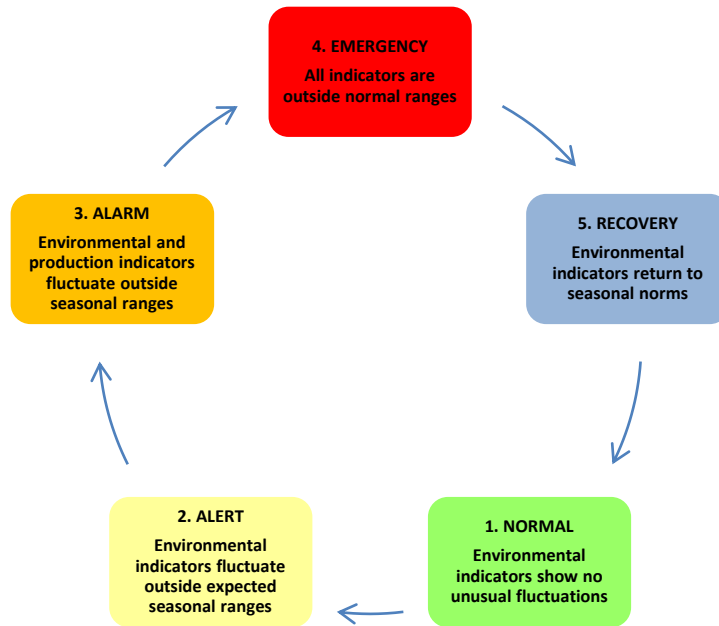 4. EMERGENCY
All indicators are
outside normal ranges
3. ALARM
Environmental and
production indicators
fluctuate outside
seasonal ranges
5. RECOVERY
Environmental
indicators return to
seasonal norms
2. ALERT
Environmental
indicators fluctuate
outside expected
seasonal ranges
1. NORMAL
Environmental
indicators show no
unusual fluctuations